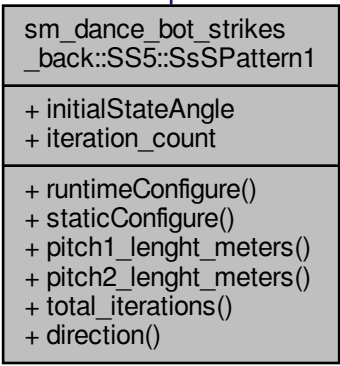 sm_dance_bot_strikes
_back::SS5::SsSPattern1
+ initialStateAngle
+ iteration_count
+ runtimeConfigure()
+ staticConfigure()
+ pitch1_lenght_meters()
+ pitch2_lenght_meters()
+ total_iterations()
+ direction()